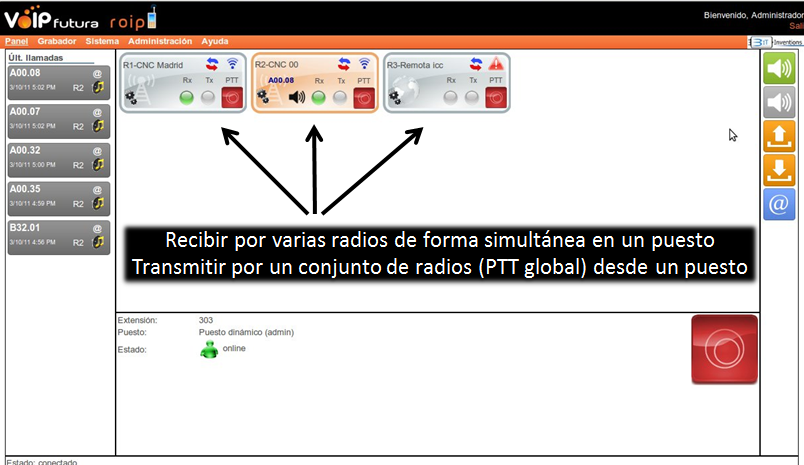 VOIP futura roip
Bienvenido, Administrador
Sali
Panel Grabador Sistema Administración Ayuda
Inventions
Últ. llamadas
A00.08 @
3/10/11 5:02 PM R2
A00.07 @
3/10/11 5:02 PM R2
A00.32 @
3/10/11 5:00 PM R2
A00.35 @
3/10/11 4:59 PM R2
B32.01 @
3/10/11 4:56 PM R2
R1-CNC Madrid
Rx Tx PTT
R2-CNC 00
A00.08 Rx Tx PTT
R3-Remota icc
Rx Tx PTT
@
Recibir por varias radios de forma simultánea en un puesto
Transmitir por un conjunto de radios (PTT global) desde un puesto
Extensión: 303
Puesto: Puesto dinámico (admin)
Estado: online
Estado: conectado